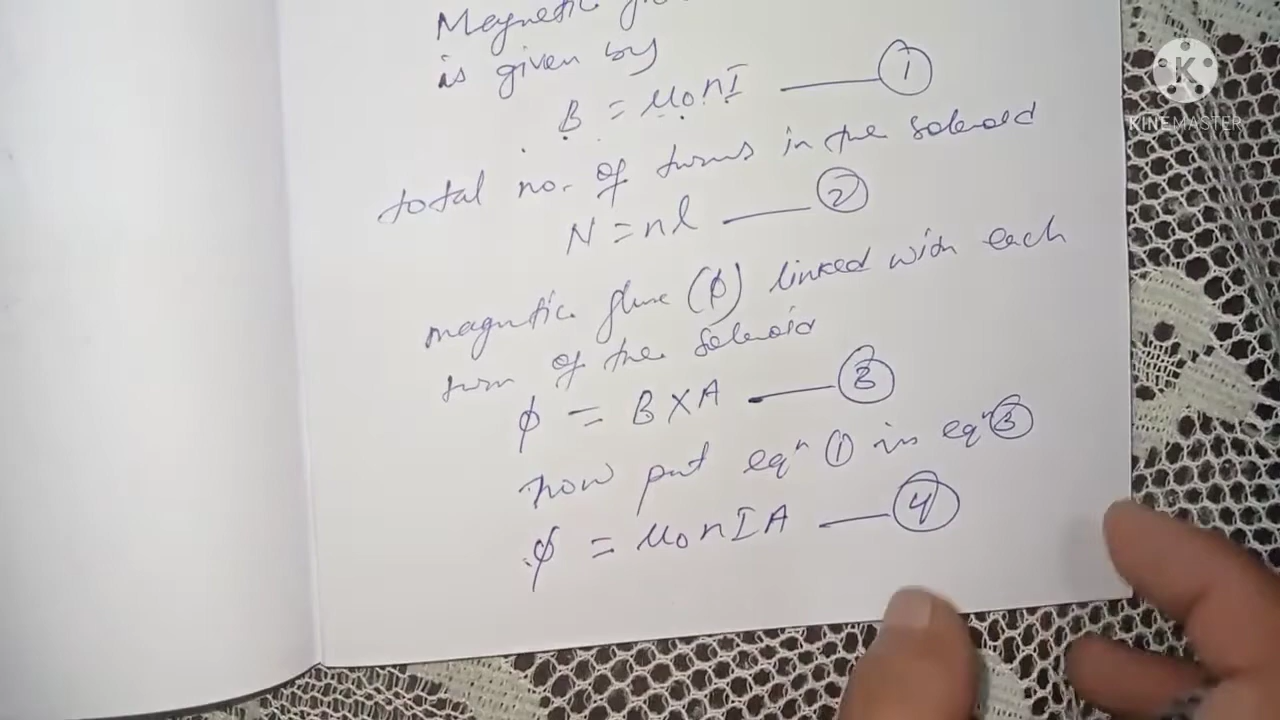 Magnetic
is given by
B = μ₀nI —— ①
total no. of turns in the solenoid
N = nl —— ②
magnetic flux (ϕ) linked with each
turn of the solenoid
ϕ = B X A —— ③
now put eqⁿ ① in eqⁿ ③
ϕ = μ₀nIA —— ④
K
KINEMASTER